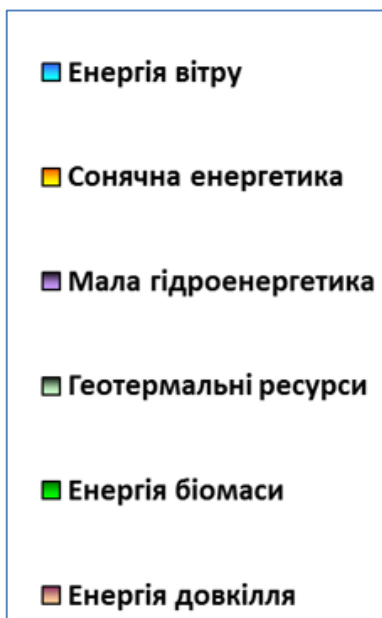 Енергія вітру
Сонячна енергетика
Мала гідроенергетика
Геотермальні ресурси
Енергія біомаси
Енергія довкілля